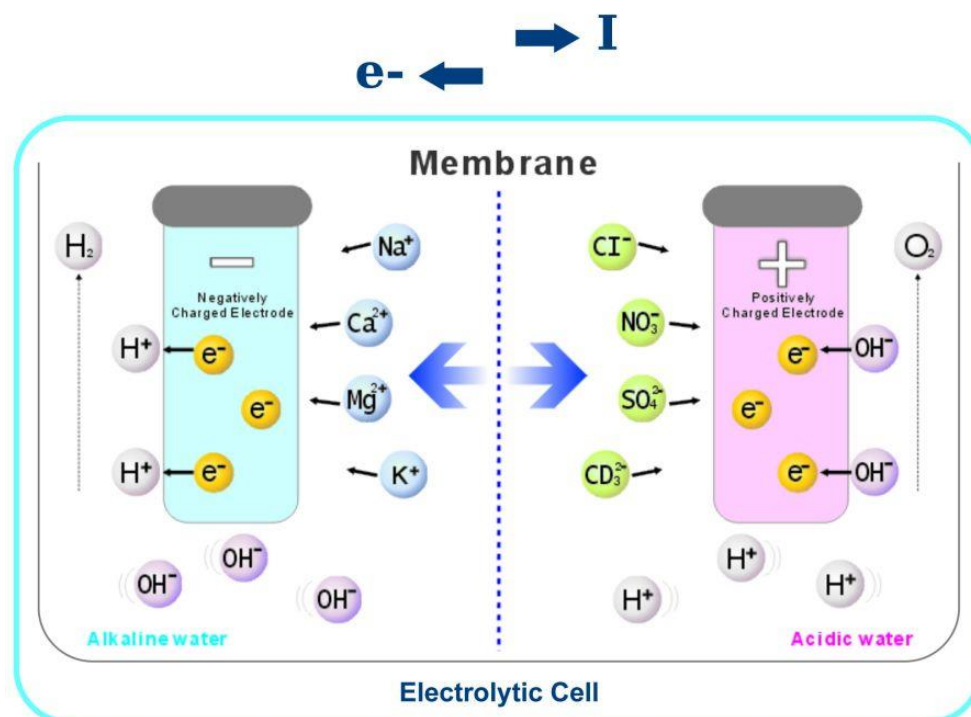 I
e-
Membrane
H₂
Na⁺
Cl⁻
O₂
−
+
Negatively
Charged Electrode
Positively
Charged Electrode
Ca²⁺
NO₃⁻
H⁺
e⁻
e⁻
OH⁻
e⁻
Mg²⁺
SO₄²⁻
e⁻
H⁺
e⁻
K⁺
CD₃²⁻
e⁻
OH⁻
OH⁻
OH⁻
OH⁻
H⁺
H⁺
H⁺
Alkaline water
Acidic water
Electrolytic Cell